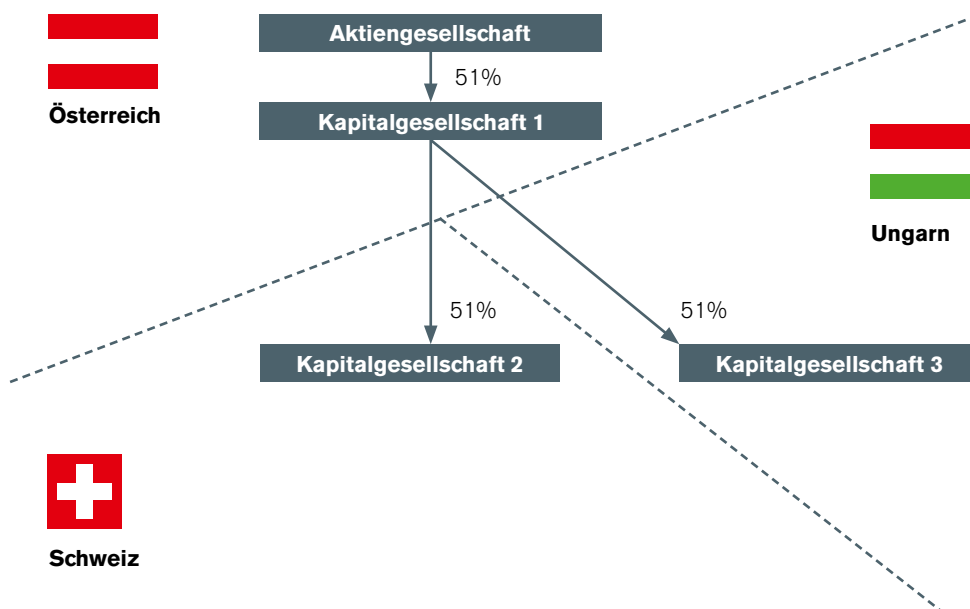 Aktiengesellschaft
51%
Österreich
Kapitalgesellschaft 1
Ungarn
51%
51%
Kapitalgesellschaft 2
Kapitalgesellschaft 3
Schweiz